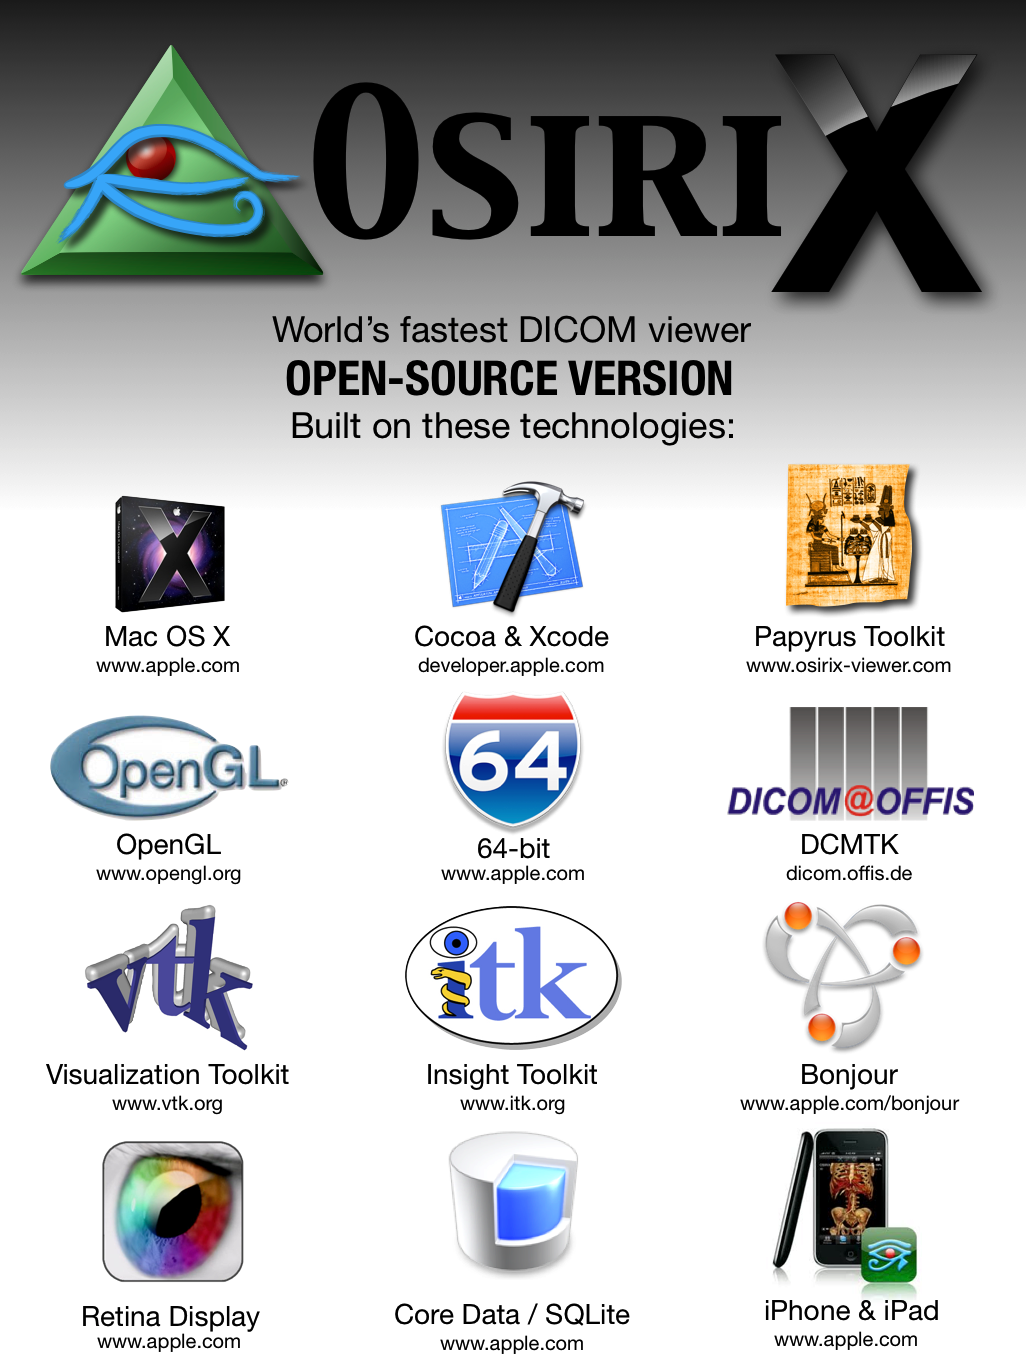 OSIRIX
World's fastest DICOM viewer
OPEN-SOURCE VERSION
Built on these technologies:
X
Mac OS X
www.apple.com
Cocoa & Xcode
developer.apple.com
Papyrus Toolkit
www.osirix-viewer.com
OpenGL®
OpenGL
www.opengl.org
64
64-bit
www.apple.com
DICOM@OFFIS
DCMTK
dicom.offis.de
vtk
Visualization Toolkit
www.vtk.org
itk
Insight Toolkit
www.itk.org
Bonjour
www.apple.com/bonjour
Retina Display
www.apple.com
Core Data / SQLite
www.apple.com
iPhone & iPad
www.apple.com